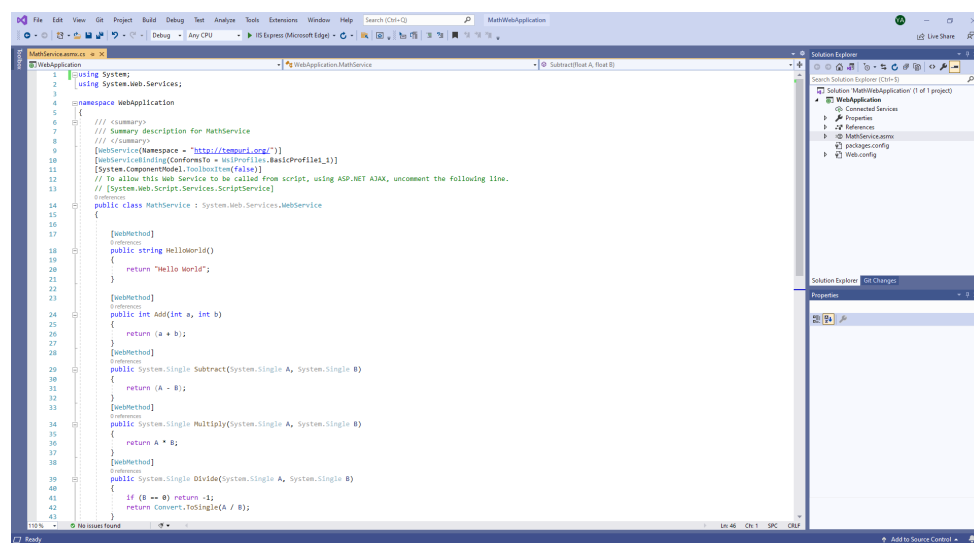 File Edit View Git Project Build Debug Test Analyze Tools Extensions Window Help Search (Ctrl+Q) MathWebApplication YA
Debug Any CPU IIS Express (Microsoft Edge) Live Share
Toolbox
MathService.asmx.cs
WebApplication WebApplication.MathService Subtract(float A, float B)
1 using System;
2 using System.Web.Services;
3
4 namespace WebApplication
5 {
6 /// <summary>
7 /// Summary description for MathService
8 /// </summary>
9 [WebService(Namespace = "http://tempuri.org/")]
10 [WebServiceBinding(ConformsTo = WsiProfiles.BasicProfile1_1)]
11 [System.ComponentModel.ToolboxItem(false)]
12 // To allow this Web Service to be called from script, using ASP.NET AJAX, uncomment the following line.
13 // [System.Web.Script.Services.ScriptService]
0 references
14 public class MathService : System.Web.Services.WebService
15 {
16
17 [WebMethod]
0 references
18 public string HelloWorld()
19 {
20 return "Hello World";
21 }
22
23 [WebMethod]
0 references
24 public int Add(int a, int b)
25 {
26 return (a + b);
27 }
28 [WebMethod]
0 references
29 public System.Single Subtract(System.Single A, System.Single B)
30 {
31 return (A - B);
32 }
33 [WebMethod]
0 references
34 public System.Single Multiply(System.Single A, System.Single B)
35 {
36 return A * B;
37 }
38 [WebMethod]
0 references
39 public System.Single Divide(System.Single A, System.Single B)
40 {
41 if (B == 0) return -1;
42 return Convert.ToSingle(A / B);
43 }
110 % No issues found Ln: 46 Ch: 1 SPC CRLF
Solution Explorer
Search Solution Explorer (Ctrl+$)
Solution 'MathWebApplication' (1 of 1 project)
WebApplication
Connected Services
Properties
References
MathService.asmx
packages.config
Web.config
Solution Explorer Git Changes
Properties
Ready Add to Source Control